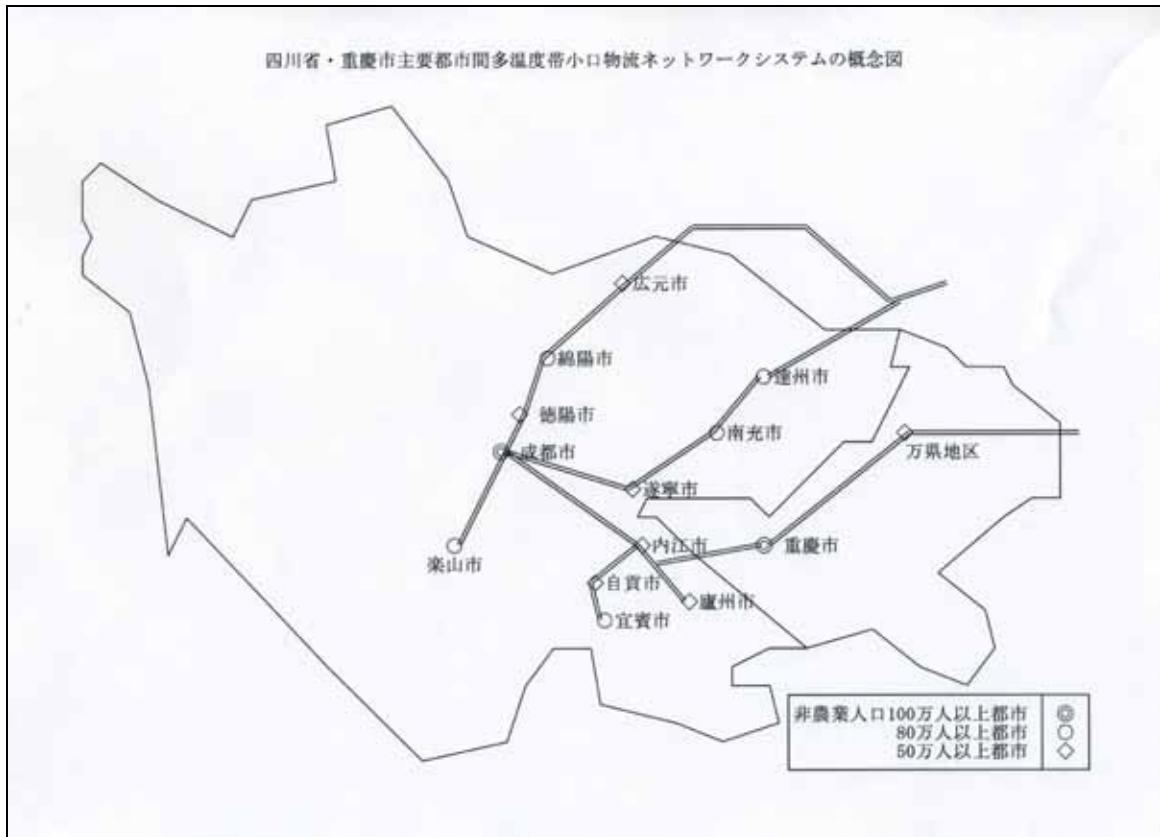 四川省・重慶市主要都市間多温度帯小口物流ネットワークシステムの概念図
広元市
綿陽市
達州市
徳陽市
南充市
万県地区
成都市
遂寧市
内江市
重慶市
楽山市
自貢市
廬州市
宜賓市
非農業人口100万人以上都市 ◎
80万人以上都市 ○
50万人以上都市 ◇